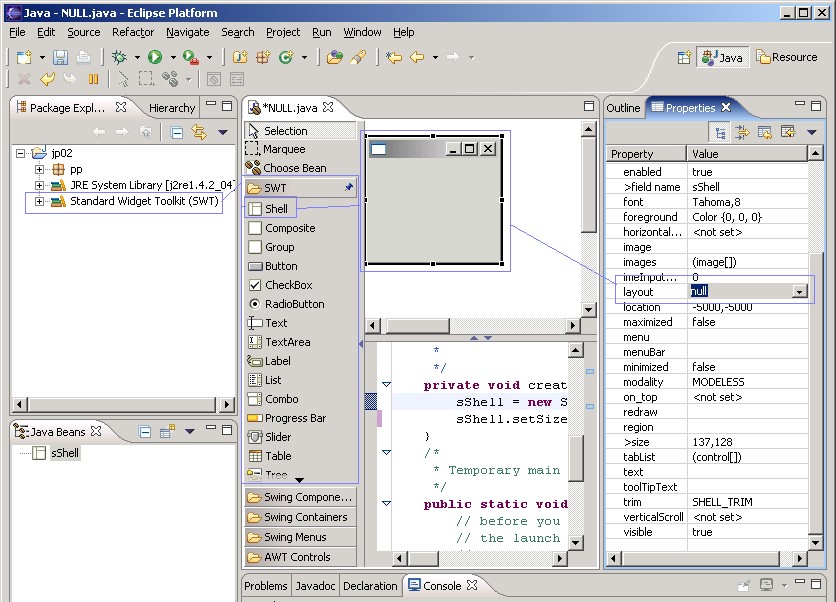 Java - NULL.java - Eclipse Platform
File Edit Source Refactor Navigate Search Project Run Window Help
Java
Resource
Package Expl...
Hierarchy
jp02
pp
JRE System Library [j2re1.4.2_04]
Standard Widget Toolkit (SWT)
Java Beans
sShell
*NULL.java
Selection
Marquee
Choose Bean
SWT
Shell
Composite
Group
Button
CheckBox
RadioButton
Text
TextArea
Label
List
Combo
Progress Bar
Slider
Table
Tree
Swing Compone...
Swing Containers
Swing Menus
AWT Controls
*
*/
private void creat
sShell = new S
sShell.setSize
}
/*
* Temporary main
*/
public static void
// before you
// the launch
Outline
Properties
Property Value
enabled true
>field name sShell
font Tahoma,8
foreground Color {0, 0, 0}
horizontal... <not set>
image
images (image[])
imeInput... 0
layout null
location -5000,-5000
maximized false
menu
menuBar
minimized false
modality MODELESS
on_top <not set>
redraw
region
>size 137,128
tabList (control[])
text
toolTipText
trim SHELL_TRIM
verticalScroll <not set>
visible true
Problems Javadoc Declaration Console